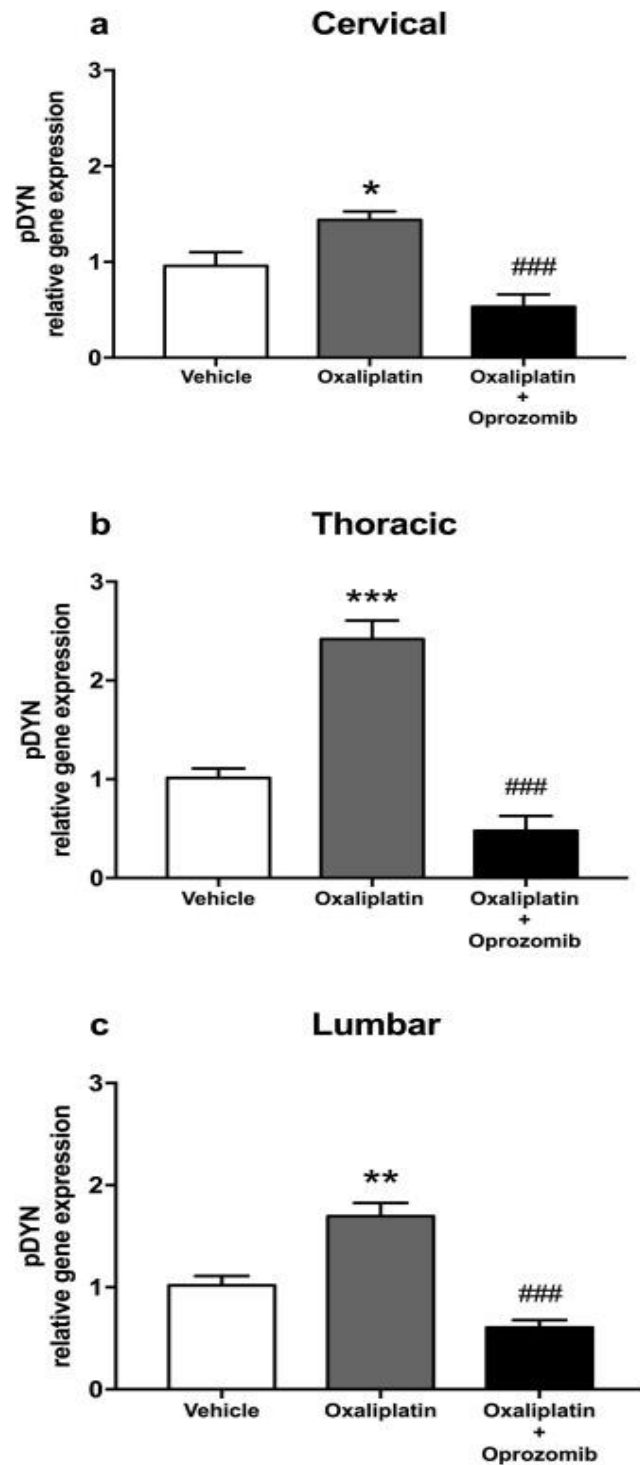 a Cervical
pDYN
relative gene expression
3
2
1
0
*
###
Vehicle Oxaliplatin Oxaliplatin
+
Oprozomib
b Thoracic
pDYN
relative gene expression
3
2
1
0
***
###
Vehicle Oxaliplatin Oxaliplatin
+
Oprozomib
c Lumbar
pDYN
relative gene expression
3
2
1
0
**
###
Vehicle Oxaliplatin Oxaliplatin
+
Oprozomib